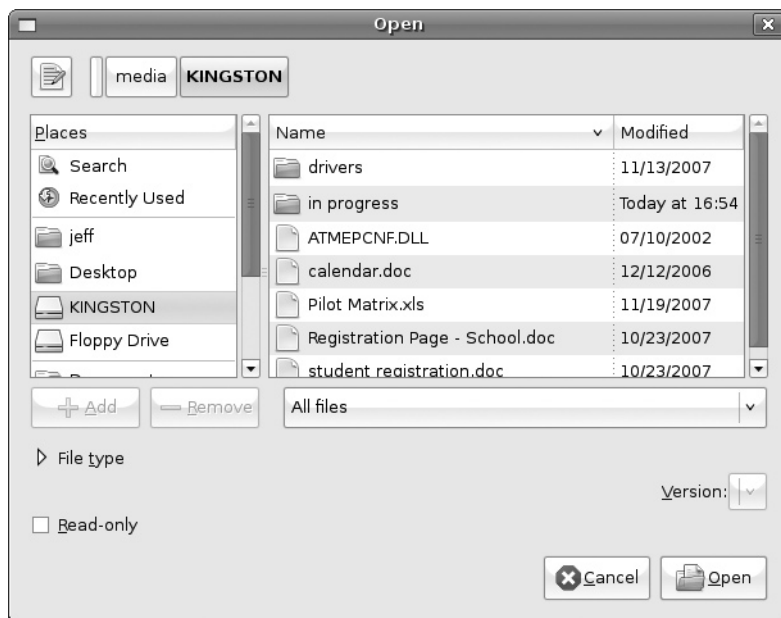 Open
media KINGSTON
Places
Search
Recently Used
jeff
Desktop
KINGSTON
Floppy Drive
Name Modified
drivers 11/13/2007
in progress Today at 16:54
ATMEPCNF.DLL 07/10/2002
calendar.doc 12/12/2006
Pilot Matrix.xls 11/19/2007
Registration Page - School.doc 10/23/2007
student registration.doc 10/23/2007
Add Remove All files
File type
Version:
Read-only
Cancel Open